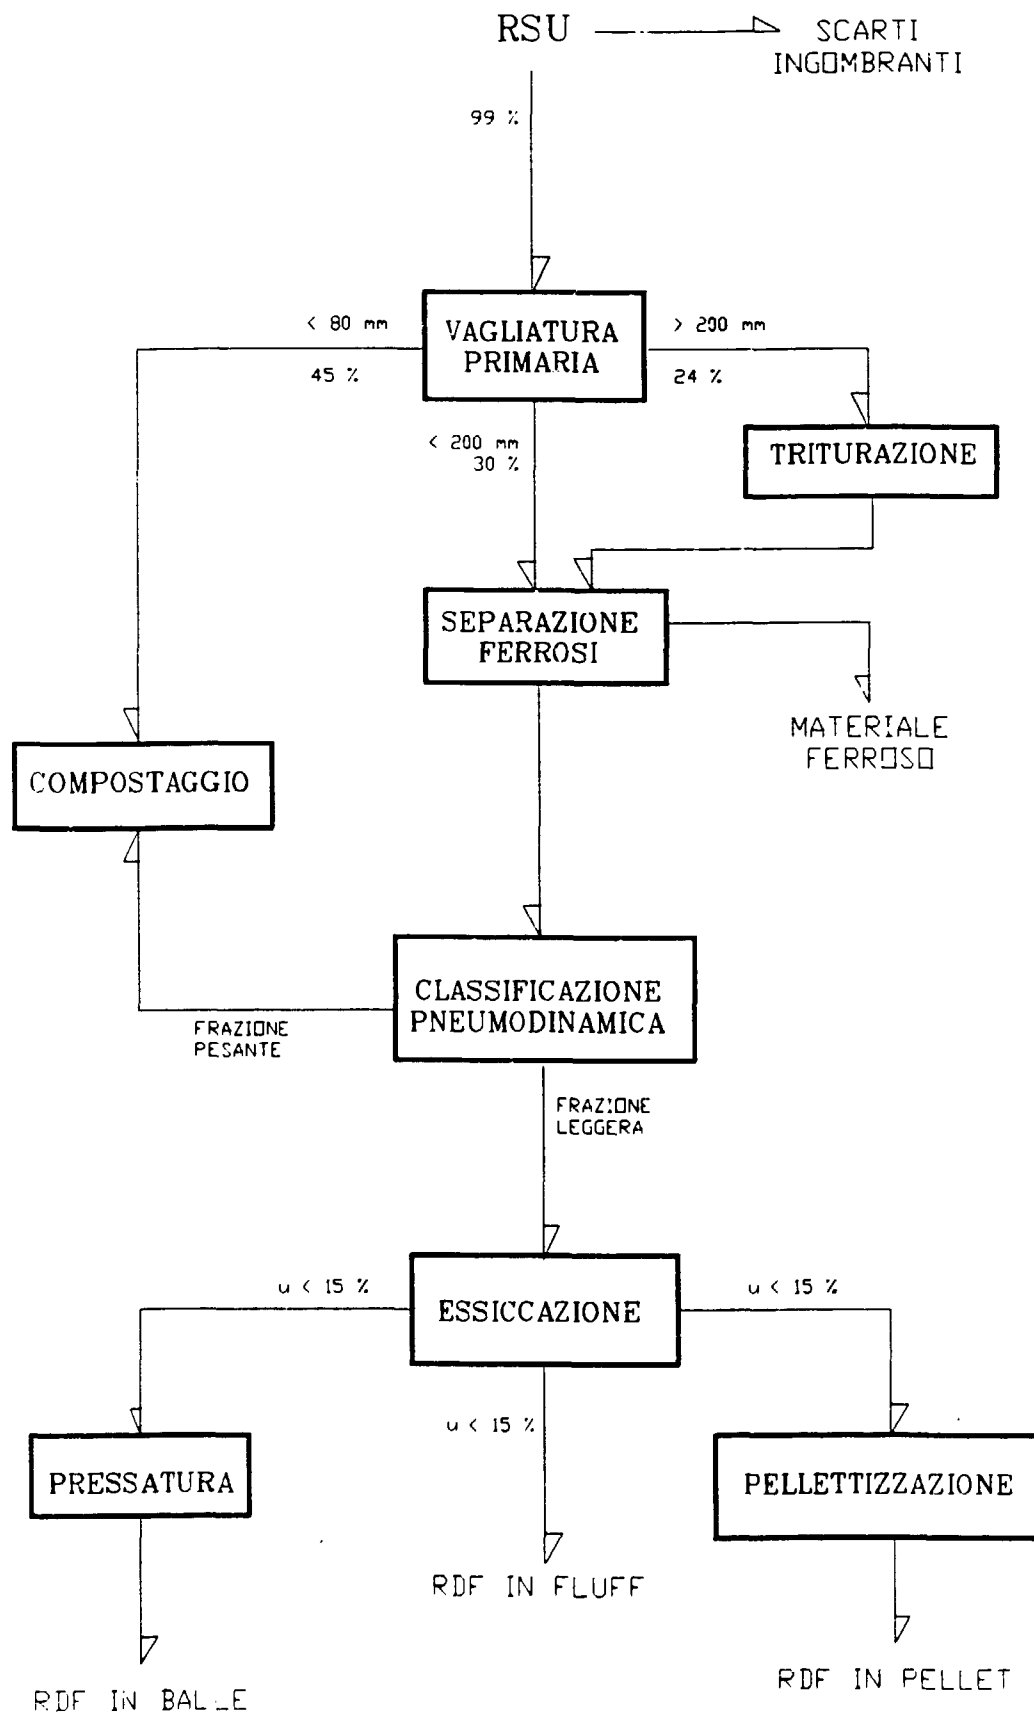 RSU
SCARTI
INGOMBRANTI
99 %
< 80 mm
VAGLIATURA
PRIMARIA
> 200 mm
45 %
24 %
< 200 mm
30 %
TRITURAZIONE
SEPARAZIONE
FERROSI
MATERIALE
FERROSO
COMPOSTAGGIO
CLASSIFICAZIONE
PNEUMODINAMICA
FRAZIONE
PESANTE
FRAZIONE
LEGGERA
u < 15 %
ESSICCAZIONE
u < 15 %
u < 15 %
PRESSATURA
PELLETTIZZAZIONE
RDF IN FLUFF
RDF IN PELLET
RDF IN BALLE